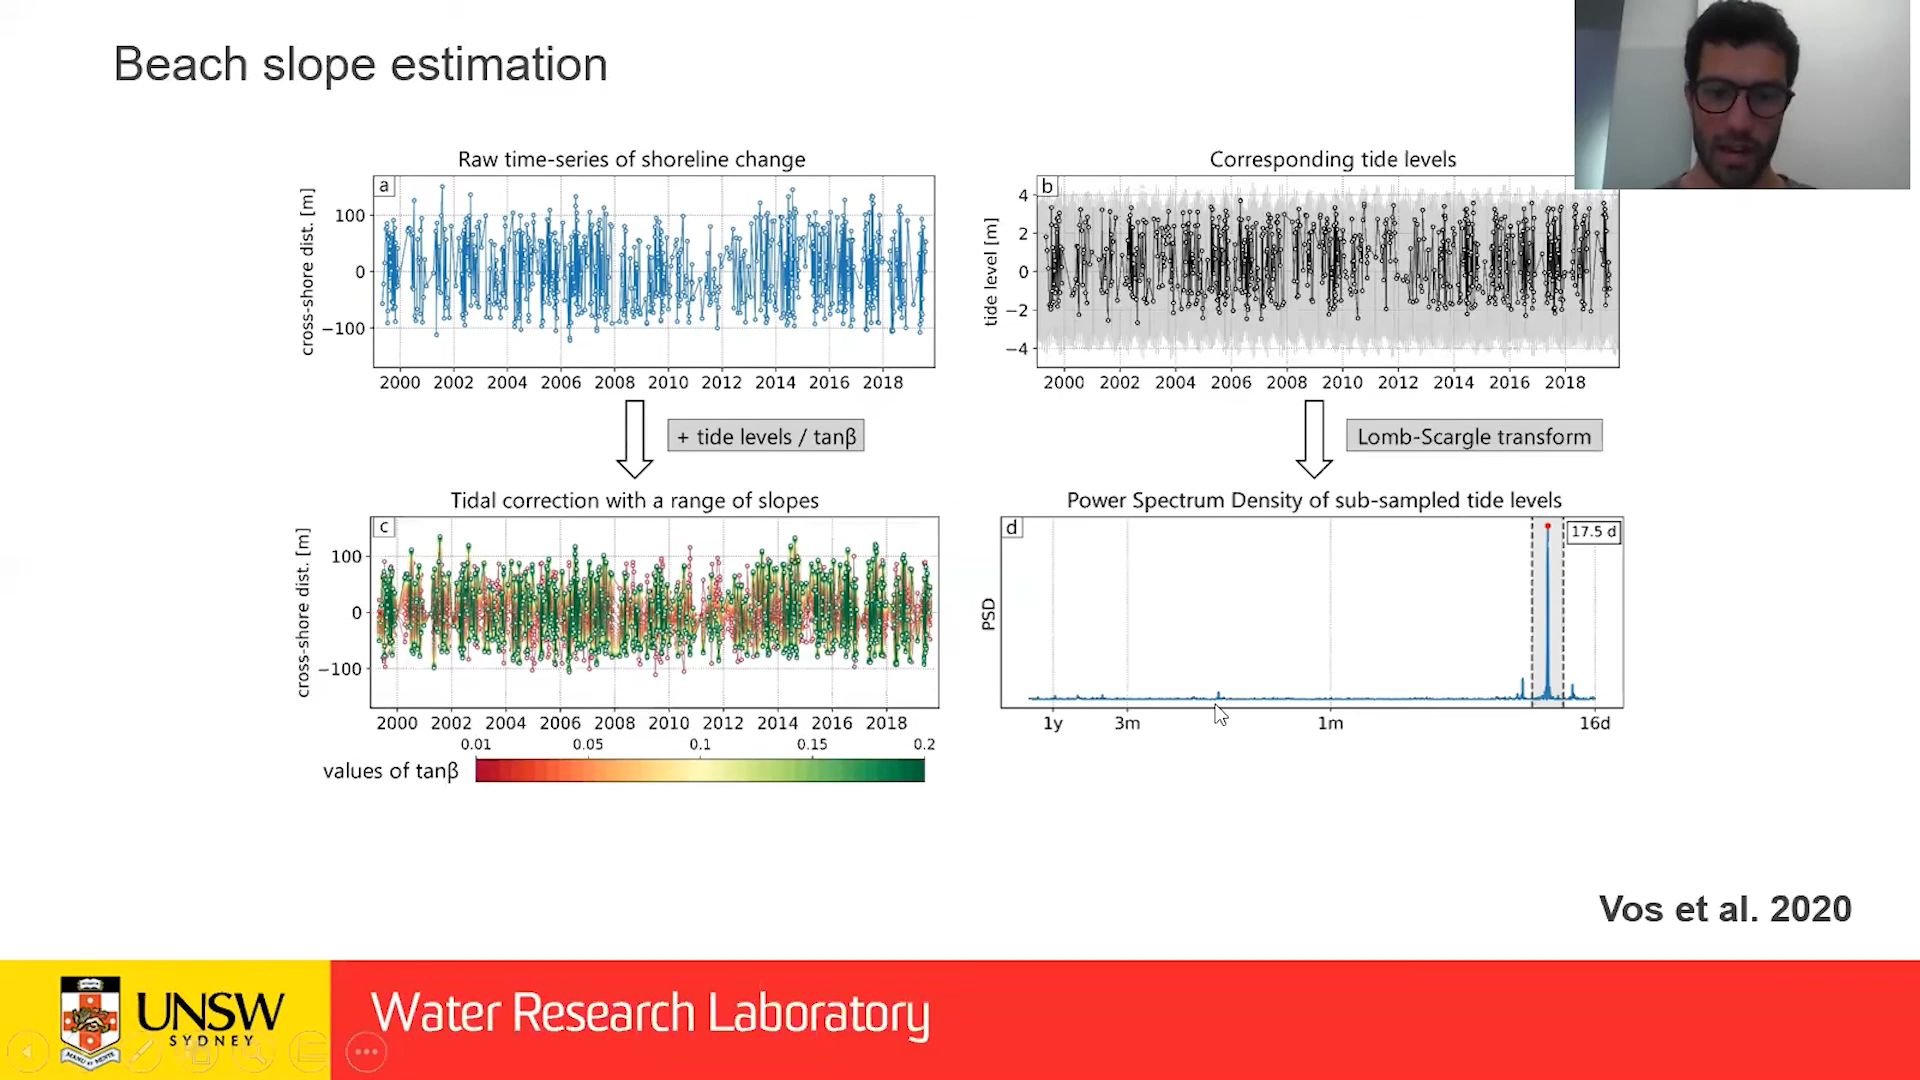 Beach slope estimation
Raw time-series of shoreline change
a
cross-shore dist. [m]
100
0
−100
2000 2002 2004 2006 2008 2010 2012 2014 2016 2018
Corresponding tide levels
b
tide level [m]
4
2
0
−2
−4
2000 2002 2004 2006 2008 2010 2012 2014 2016 2018
+ tide levels / tanβ
Lomb-Scargle transform
Tidal correction with a range of slopes
c
cross-shore dist. [m]
100
0
−100
2000 2002 2004 2006 2008 2010 2012 2014 2016 2018
0.01 0.05 0.1 0.15 0.2
values of tanβ
Power Spectrum Density of sub-sampled tide levels
d
17.5 d
PSD
1y 3m 1m 16d
Vos et al. 2020
UNSW
SYDNEY
Water Research Laboratory